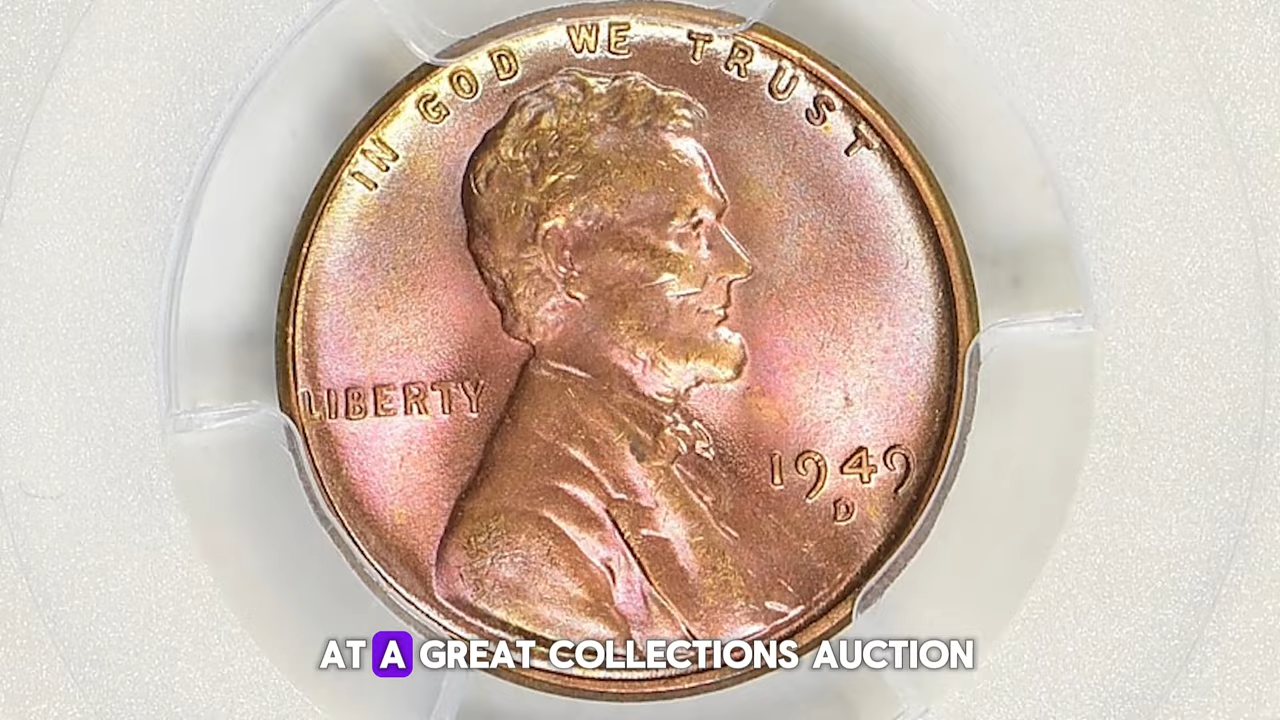 IN GOD WE TRUST
LIBERTY
1949
D
AT A GREAT COLLECTIONS AUCTION